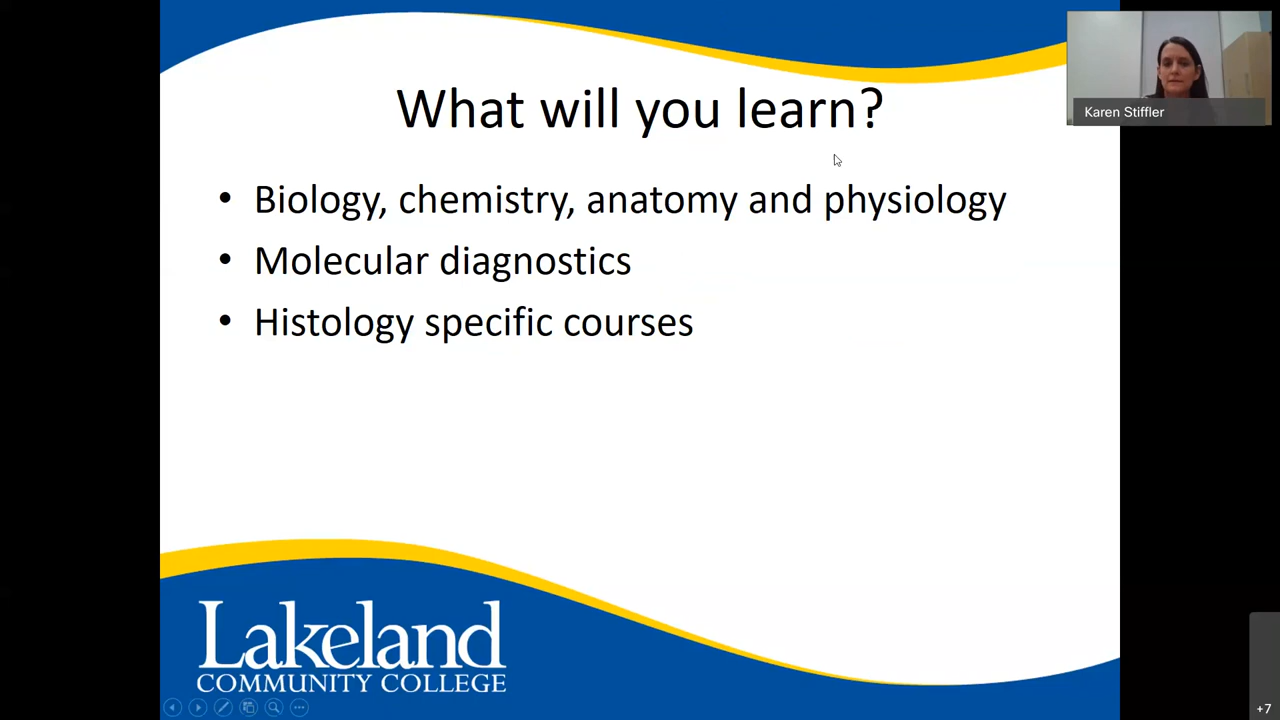 What will you learn?
Karen Stiffler
• Biology, chemistry, anatomy and physiology
• Molecular diagnostics
• Histology specific courses
Lakeland
COMMUNITY COLLEGE
+7